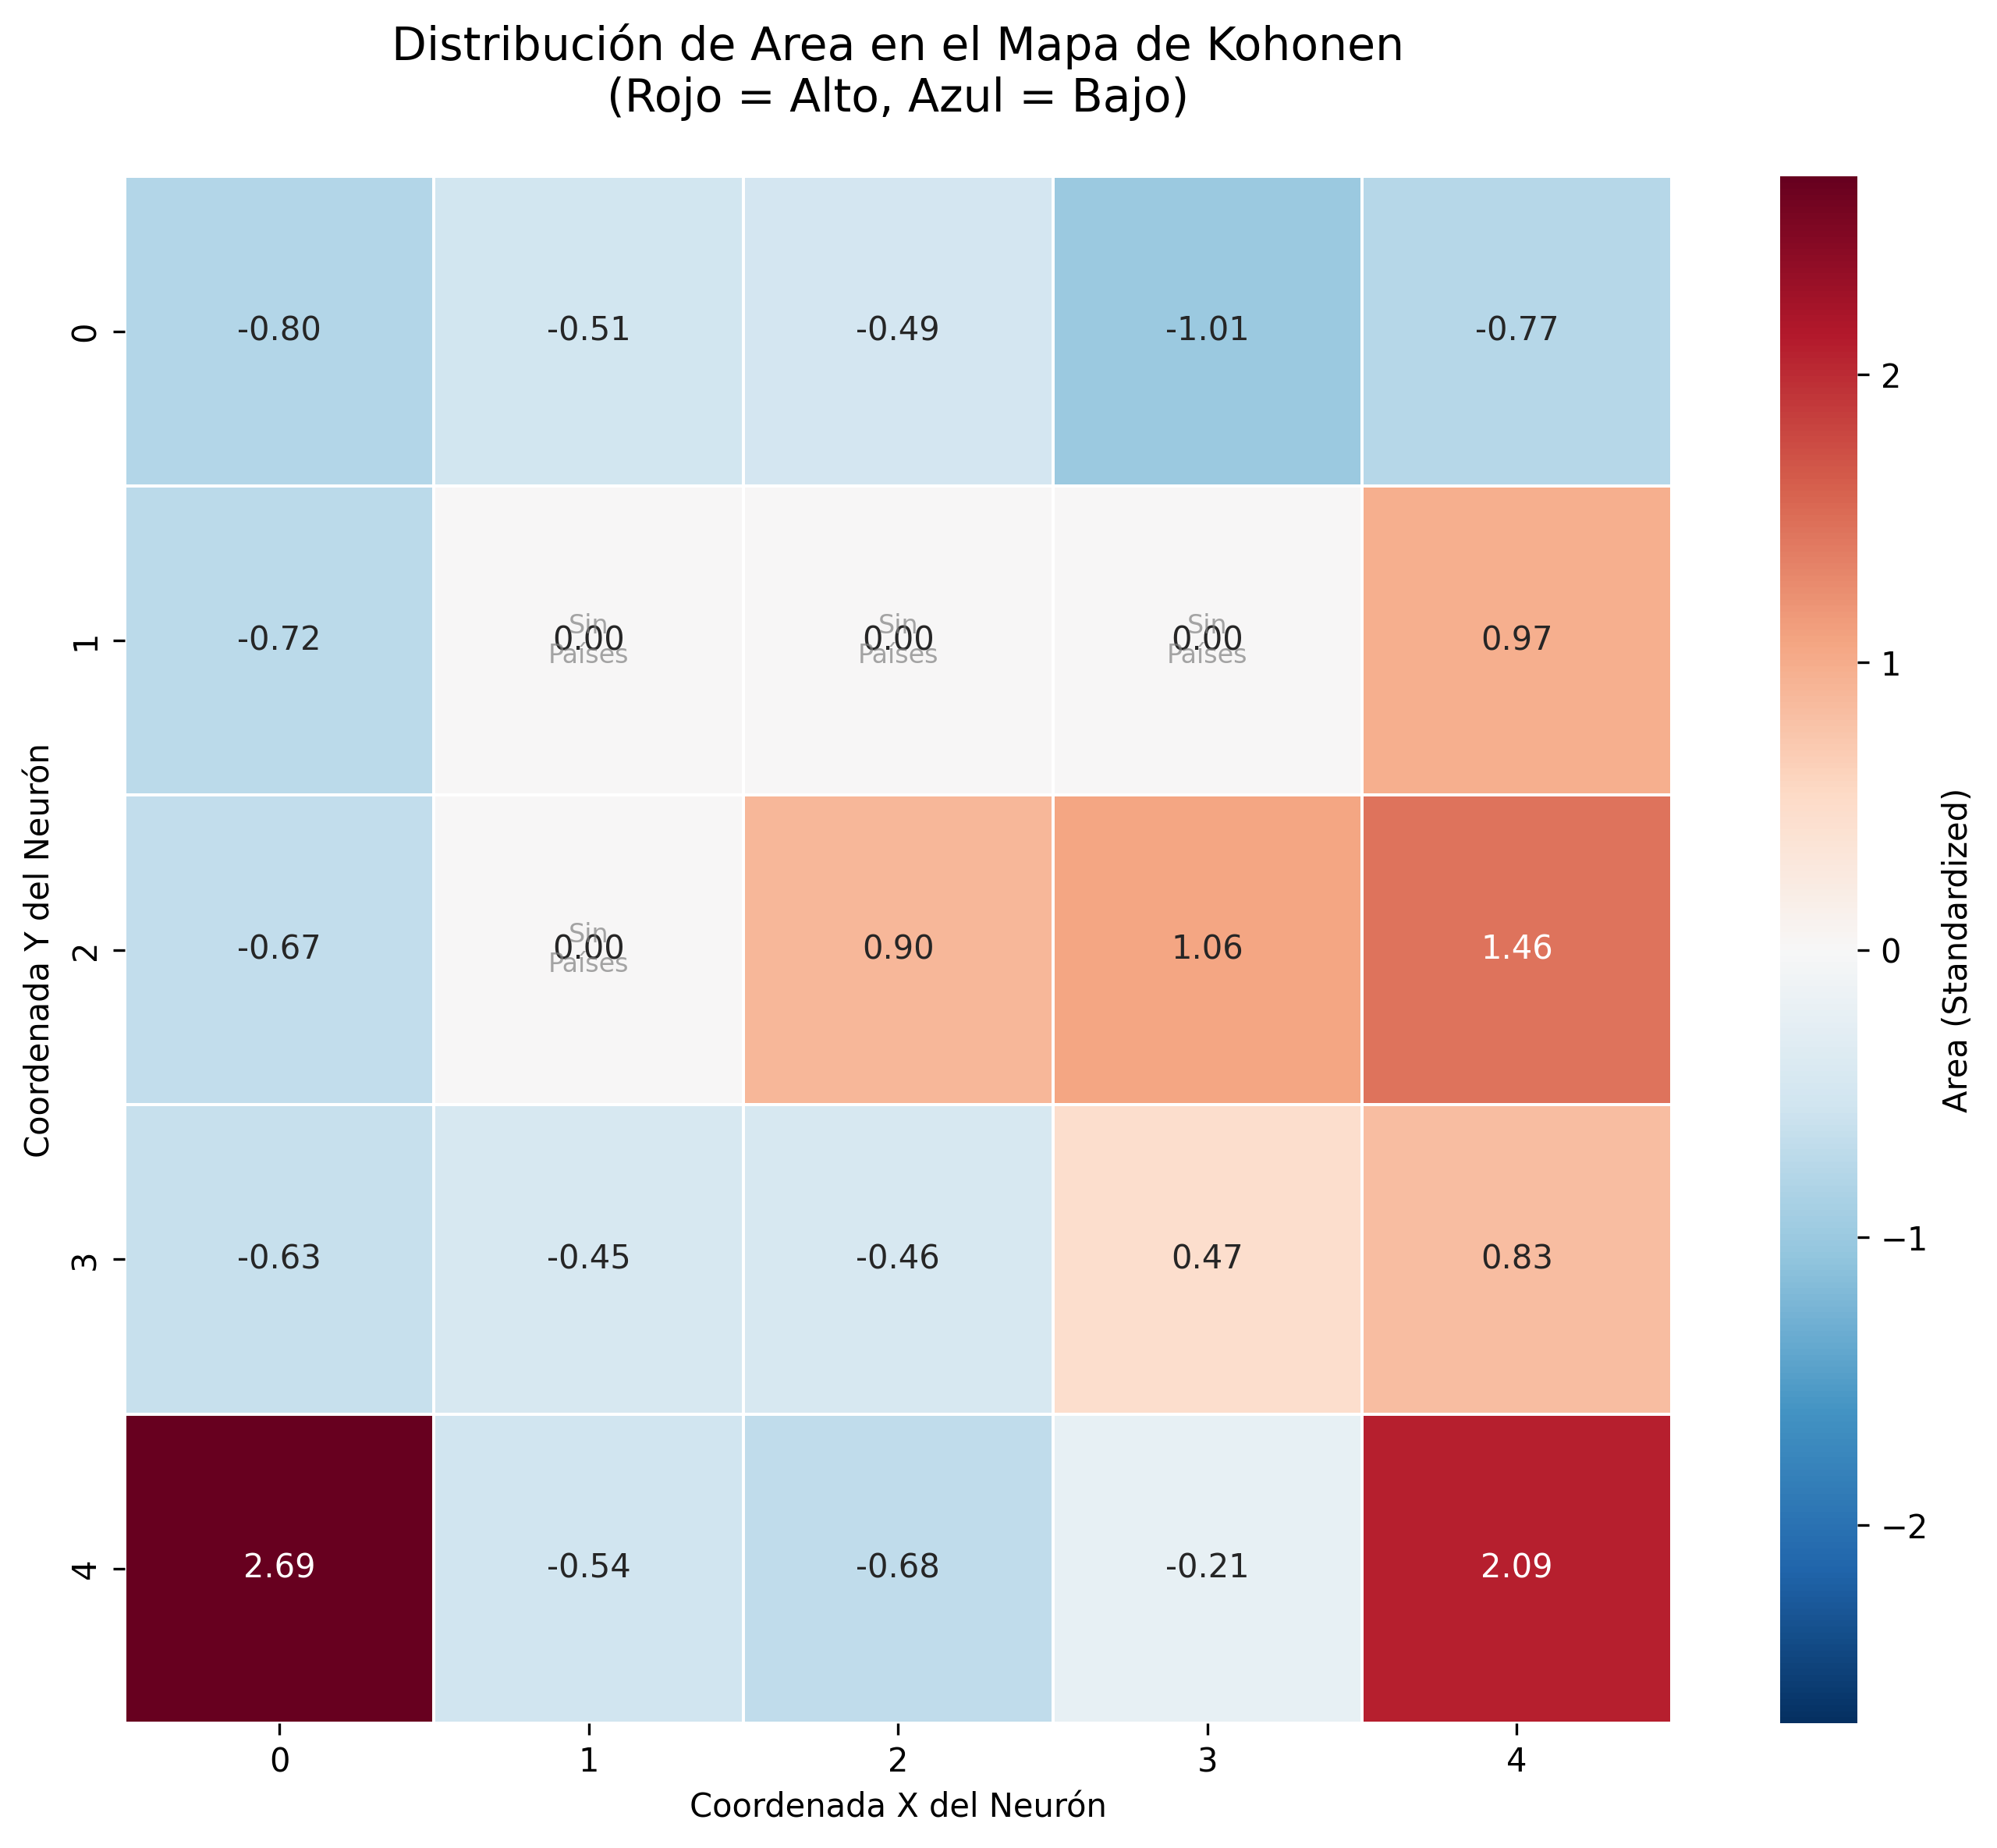 Distribución de Area en el Mapa de Kohonen
(Rojo = Alto, Azul = Bajo)
0 -0.80 -0.51 -0.49 -1.01 -0.77
1 -0.72 0.00 0.00 0.00 0.97
Sin Sin Sin
Países Países Países
2 -0.67 0.00 0.90 1.06 1.46
Sin
Países
3 -0.63 -0.45 -0.46 0.47 0.83
4 2.69 -0.54 -0.68 -0.21 2.09
0 1 2 3 4
Coordenada X del Neurón
Coordenada Y del Neurón
2
1
0
−1
−2
Area (Standardized)